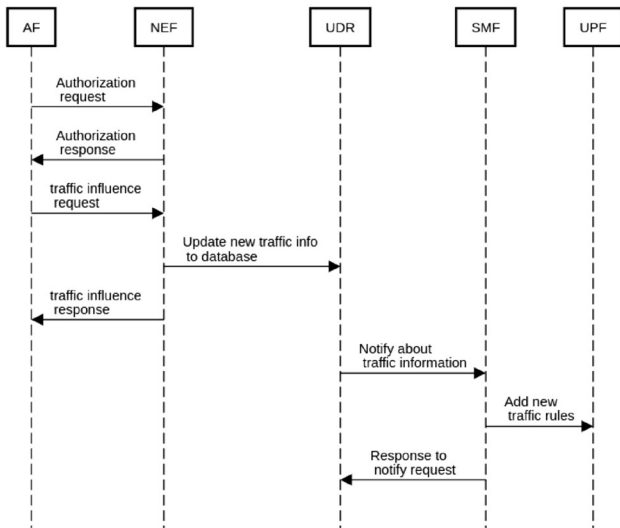 AF
NEF
UDR
SMF
UPF
Authorization
request
Authorization
response
traffic influence
request
Update new traffic info
to database
traffic influence
response
Notify about
traffic information
Add new
traffic rules
Response to
notify request